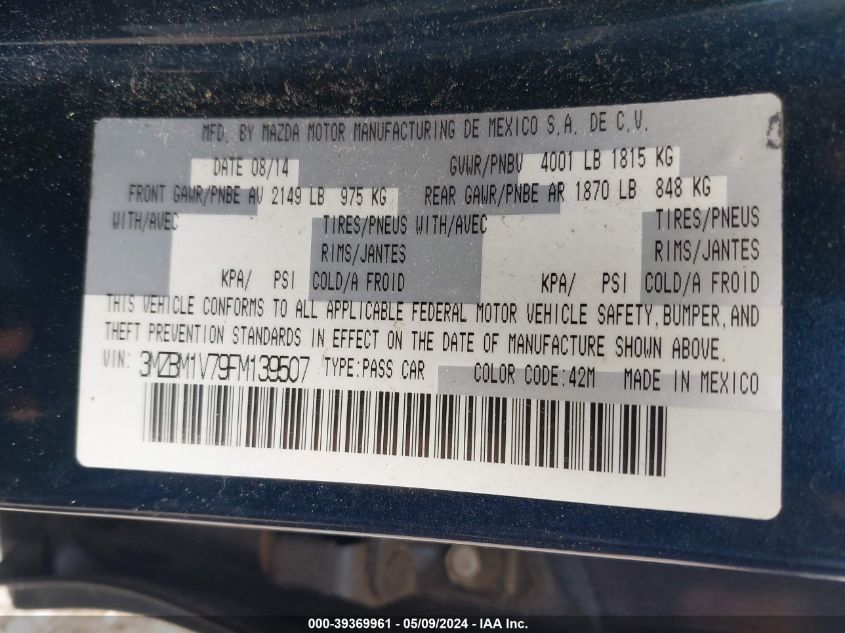 MFD. BY MAZDA MOTOR MANUFACTURING DE MEXICO S.A. DE C.V.
DATE 08/14 GVWR/PNBV 4001 LB 1815 KG
FRONT GAWR/PNBE AV 2149 LB 975 KG REAR GAWR/PNBE AR 1870 LB 848 KG
WITH/AVEC TIRES/PNEUS WITH/AVEC TIRES/PNEUS
RIMS/JANTES RIMS/JANTES
KPA/ PSI COLD/A FROID KPA/ PSI COLD/A FROID
THIS VEHICLE CONFORMS TO ALL APPLICABLE FEDERAL MOTOR VEHICLE SAFETY, BUMPER, AND
THEFT PREVENTION STANDARDS IN EFFECT ON THE DATE OF MANUFACTURE SHOWN ABOVE.
VIN: 3MZBM1V79FM139507 TYPE: PASS CAR COLOR CODE: 42M MADE IN MEXICO
000-39369961 - 05/09/2024 - IAA Inc.